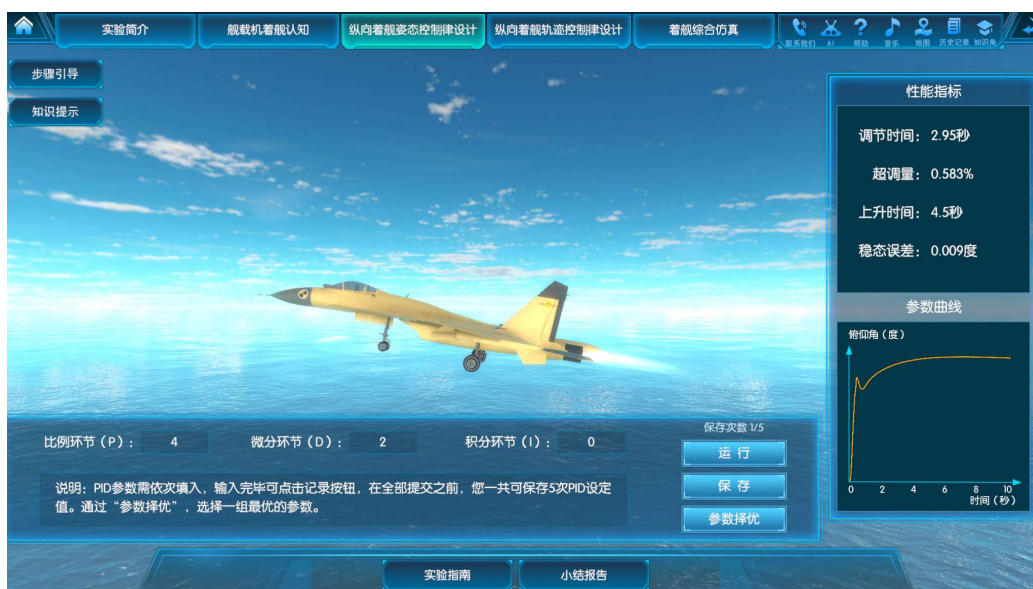 实验简介
舰载机着舰认知
纵向着舰姿态控制律设计
纵向着舰轨迹控制律设计
着舰综合仿真
联系我们
AI
帮助
音乐
地图
历史记录
知识角
步骤引导
知识提示
性能指标
调节时间：2.95秒
超调量：0.583%
上升时间：4.5秒
稳态误差：0.009度
参数曲线
俯仰角（度）
0 2 4 6 8 10
时间（秒）
比例环节（P）： 4 微分环节（D）： 2 积分环节（I）： 0
保存次数 1/5
运行
保存
参数择优
说明：PID参数需依次填入，输入完毕可点击记录按钮，在全部提交之前，您一共可保存5次PID设定
值。通过“参数择优”，选择一组最优的参数。
实验指南
小结报告